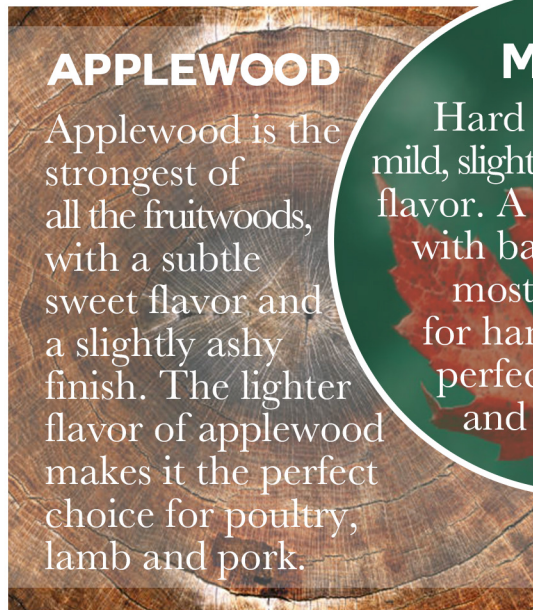 APPLEWOOD
Applewood is the
strongest of
all the fruitwoods,
with a subtle
sweet flavor and
a slightly ashy
finish. The lighter
flavor of applewood
makes it the perfect
choice for poultry,
lamb and pork.
M
Hard
mild, slight
flavor. A
with ba
most
for har
perfec
and